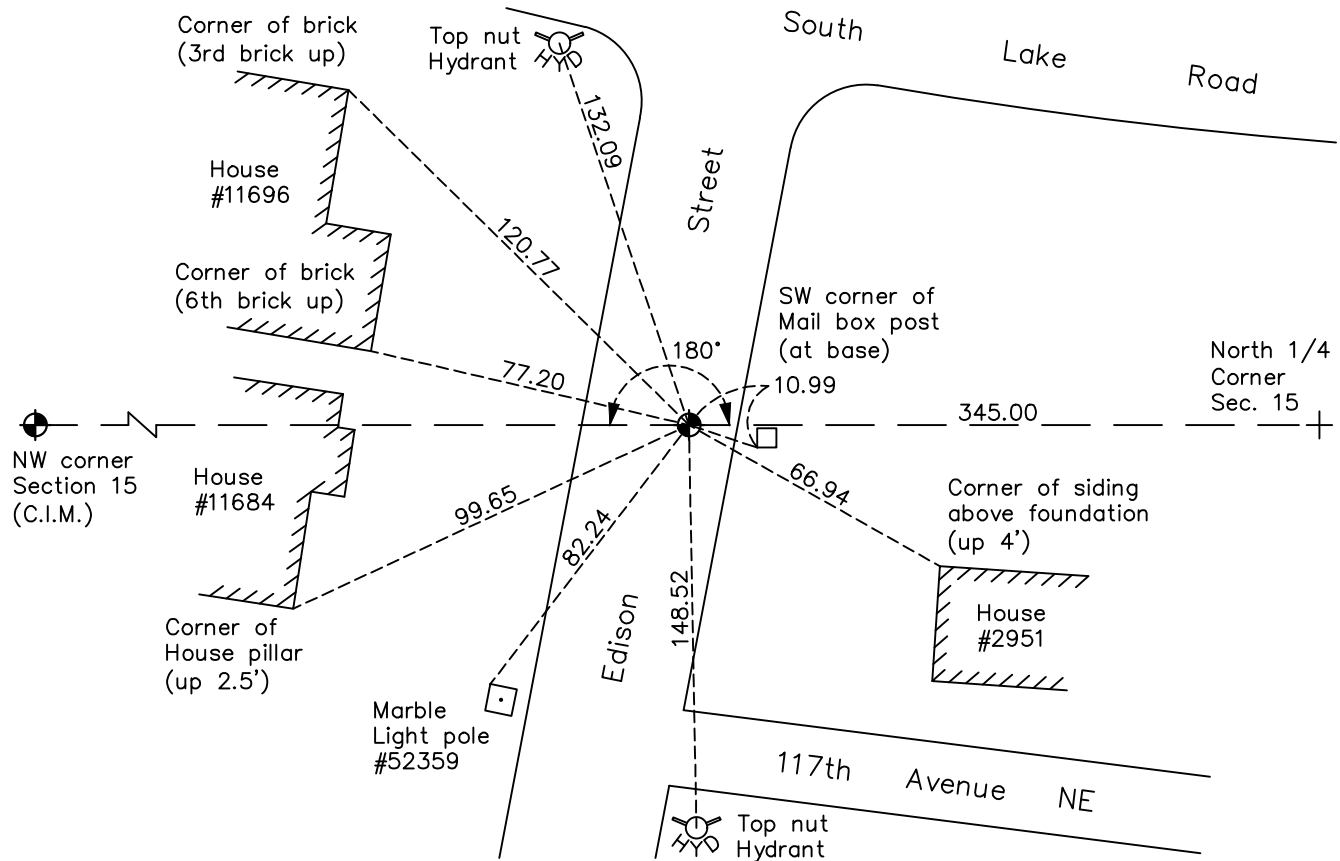 Corner of brick
(3rd brick up)
Top nut
Hydrant
HYD
South Lake Road
132.09
House
#11696
Street
120.77
Corner of brick
(6th brick up)
SW corner of
Mail box post
(at base)
180°
10.99
77.20
North 1/4
Corner
Sec. 15
345.00
NW corner
Section 15
(C.I.M.)
House
#11684
99.65
82.24
66.94
Corner of siding
above foundation
(up 4')
148.52
Edison
House
#2951
Corner of
House pillar
(up 2.5')
Marble
Light pole
#52359
117th Avenue NE
HYD
Top nut
Hydrant